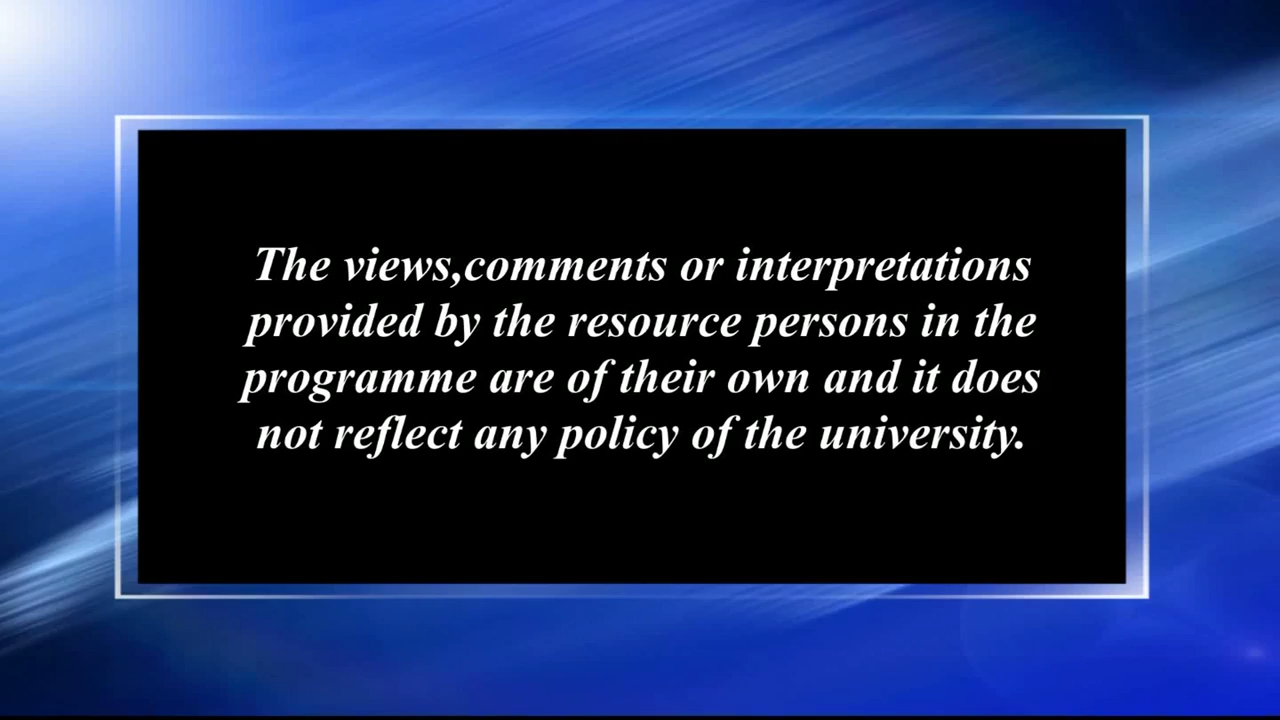 The views,comments or interpretations
provided by the resource persons in the
programme are of their own and it does
not reflect any policy of the university.